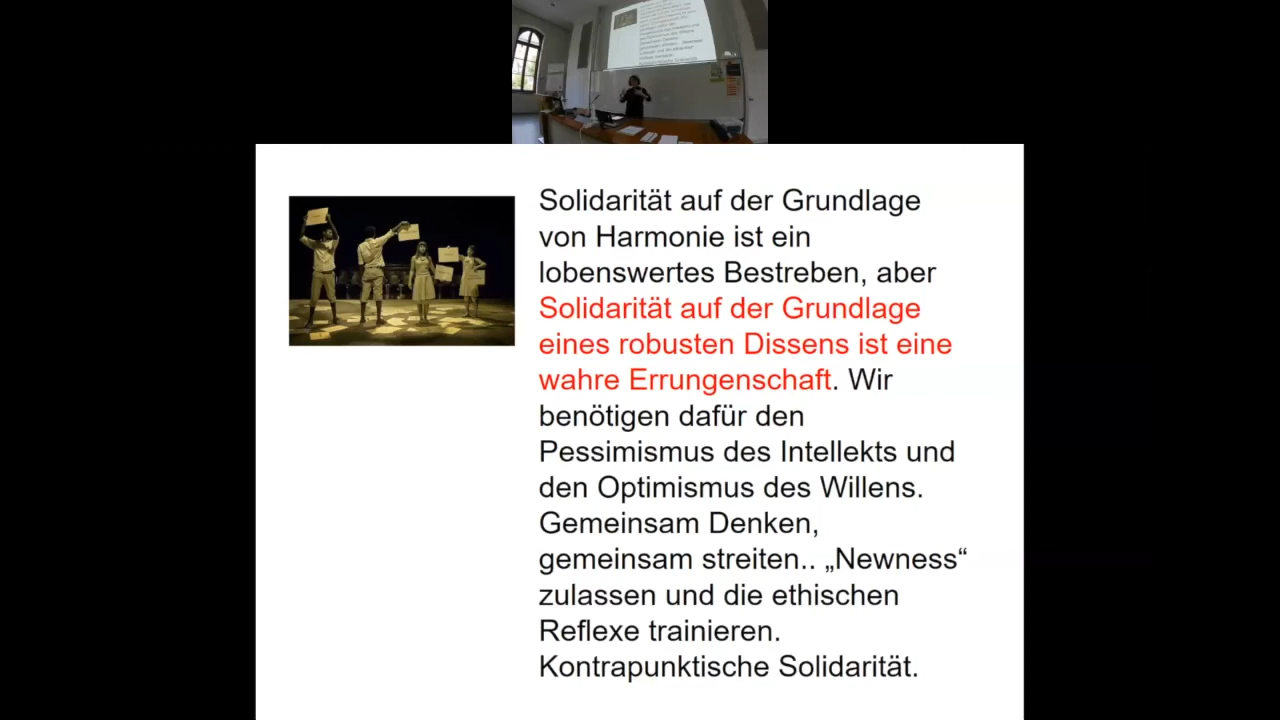 Solidarität auf der Grundlage
von Harmonie ist ein
lobenswertes Bestreben, aber
Solidarität auf der Grundlage
eines robusten Dissens ist eine
wahre Errungenschaft. Wir
benötigen dafür den
Pessimismus des Intellekts und
den Optimismus des Willens.
Gemeinsam Denken,
gemeinsam streiten.. „Newness“
zulassen und die ethischen
Reflexe trainieren.
Kontrapunktische Solidarität.